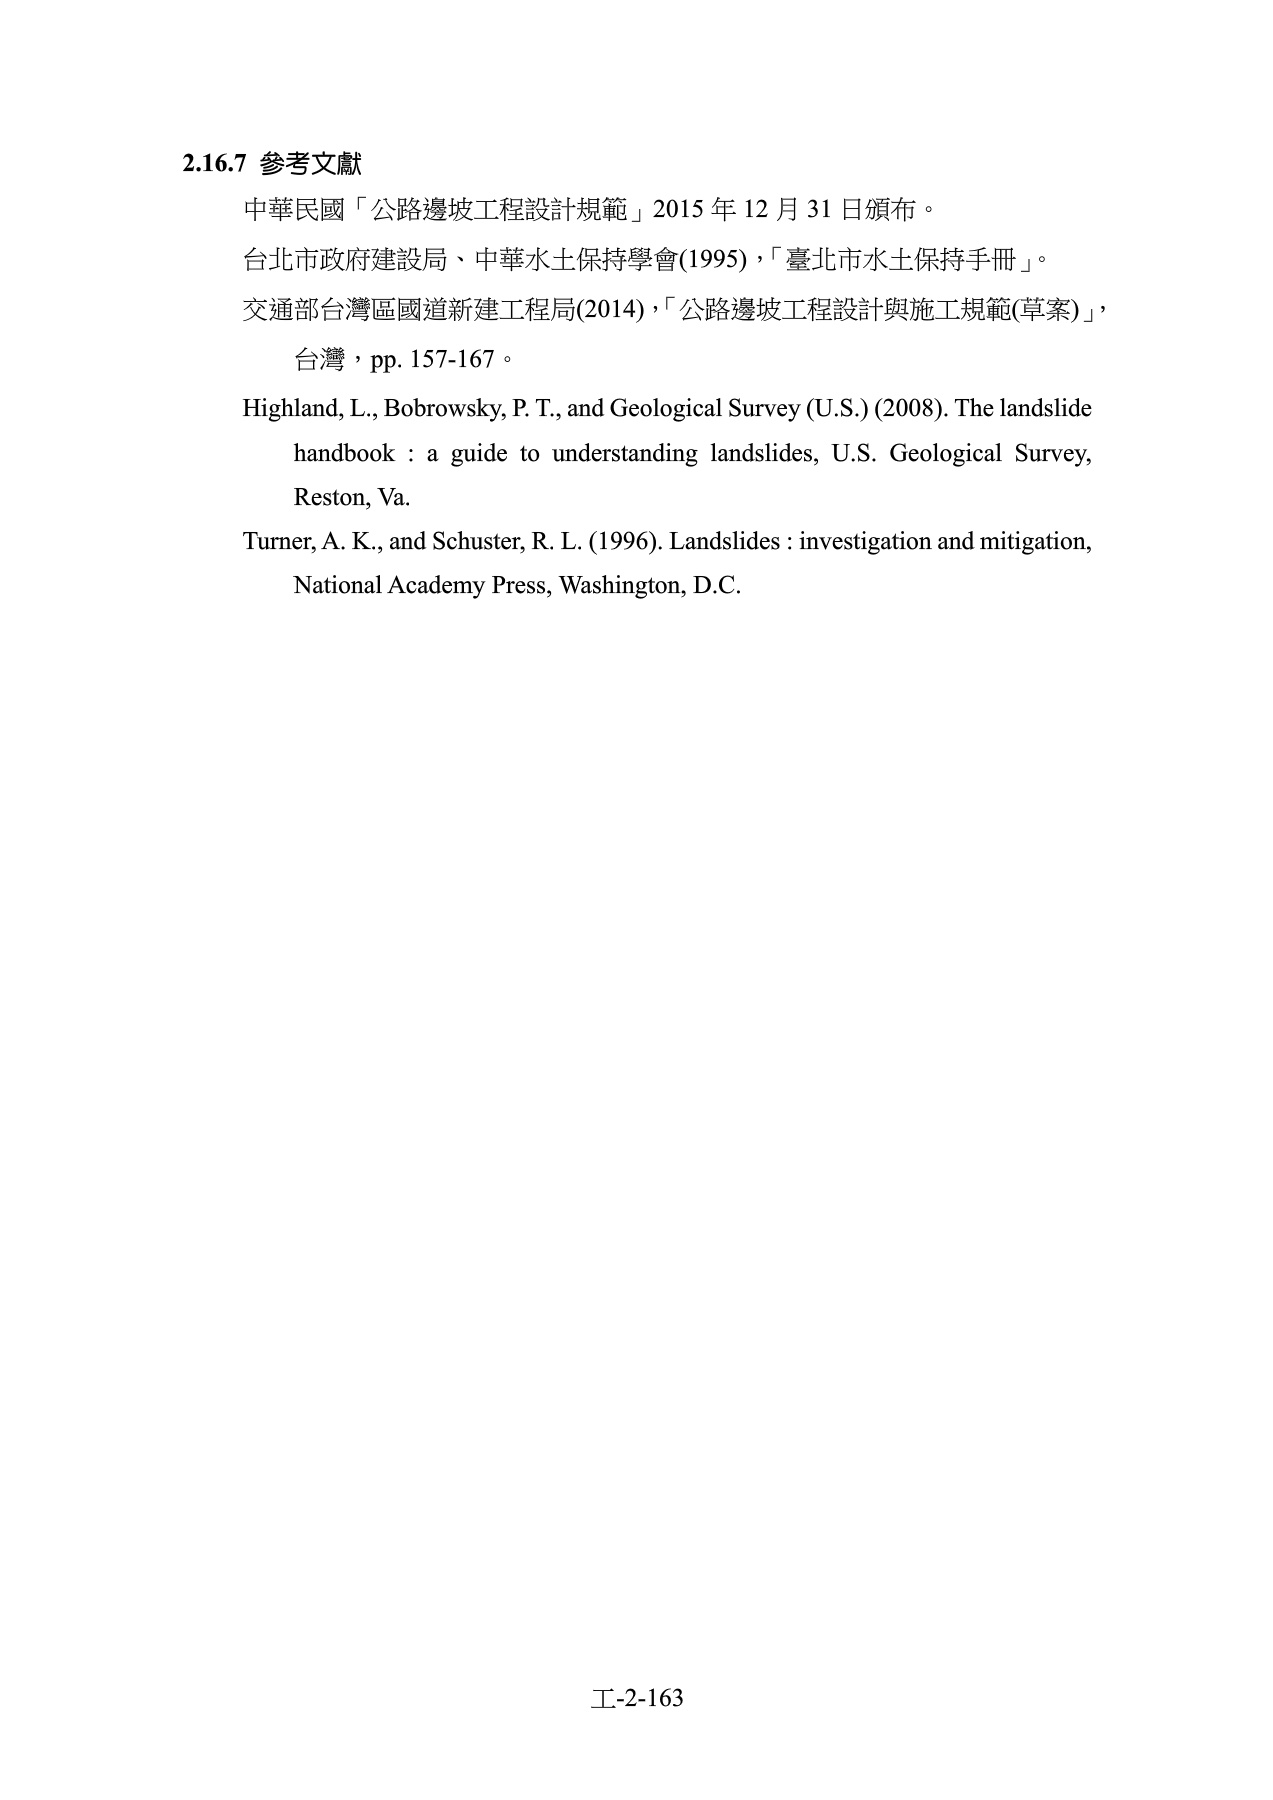 2.16.7 參考文獻
中華民國「公路邊坡工程設計規範」2015 年 12 月 31 日頒布。
台北市政府建設局、中華水土保持學會(1995)，「臺北市水土保持手冊」。
交通部台灣區國道新建工程局(2014)，「公路邊坡工程設計與施工規範(草案)」，
台灣，pp. 157-167。
Highland, L., Bobrowsky, P. T., and Geological Survey (U.S.) (2008). The landslide
handbook : a guide to understanding landslides, U.S. Geological Survey,
Reston, Va.
Turner, A. K., and Schuster, R. L. (1996). Landslides : investigation and mitigation,
National Academy Press, Washington, D.C.
工-2-163